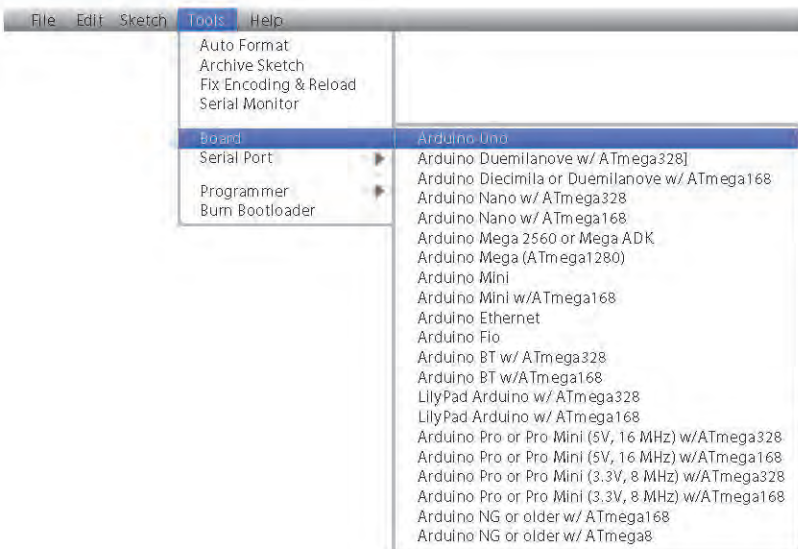 File Edit Sketch Tools Help
Auto Format
Archive Sketch
Fix Encoding & Reload
Serial Monitor
Board
Serial Port
Programmer
Burn Bootloader
Arduino Uno
Arduino Duemilanove w/ ATmega328]
Arduino Diecimila or Duemilanove w/ ATmega168
Arduino Nano w/ ATmega328
Arduino Nano w/ ATmega168
Arduino Mega 2560 or Mega ADK
Arduino Mega (ATmega1280)
Arduino Mini
Arduino Mini w/ATmega168
Arduino Ethernet
Arduino Fio
Arduino BT w/ ATmega328
Arduino BT w/ATmega168
LilyPad Arduino w/ ATmega328
LilyPad Arduino w/ ATmega168
Arduino Pro or Pro Mini (5V, 16 MHz) w/ATmega328
Arduino Pro or Pro Mini (5V, 16 MHz) w/ATmega168
Arduino Pro or Pro Mini (3.3V, 8 MHz) w/ATmega328
Arduino Pro or Pro Mini (3.3V, 8 MHz) w/ATmega168
Arduino NG or older w/ ATmega168
Arduino NG or older w/ ATmega8